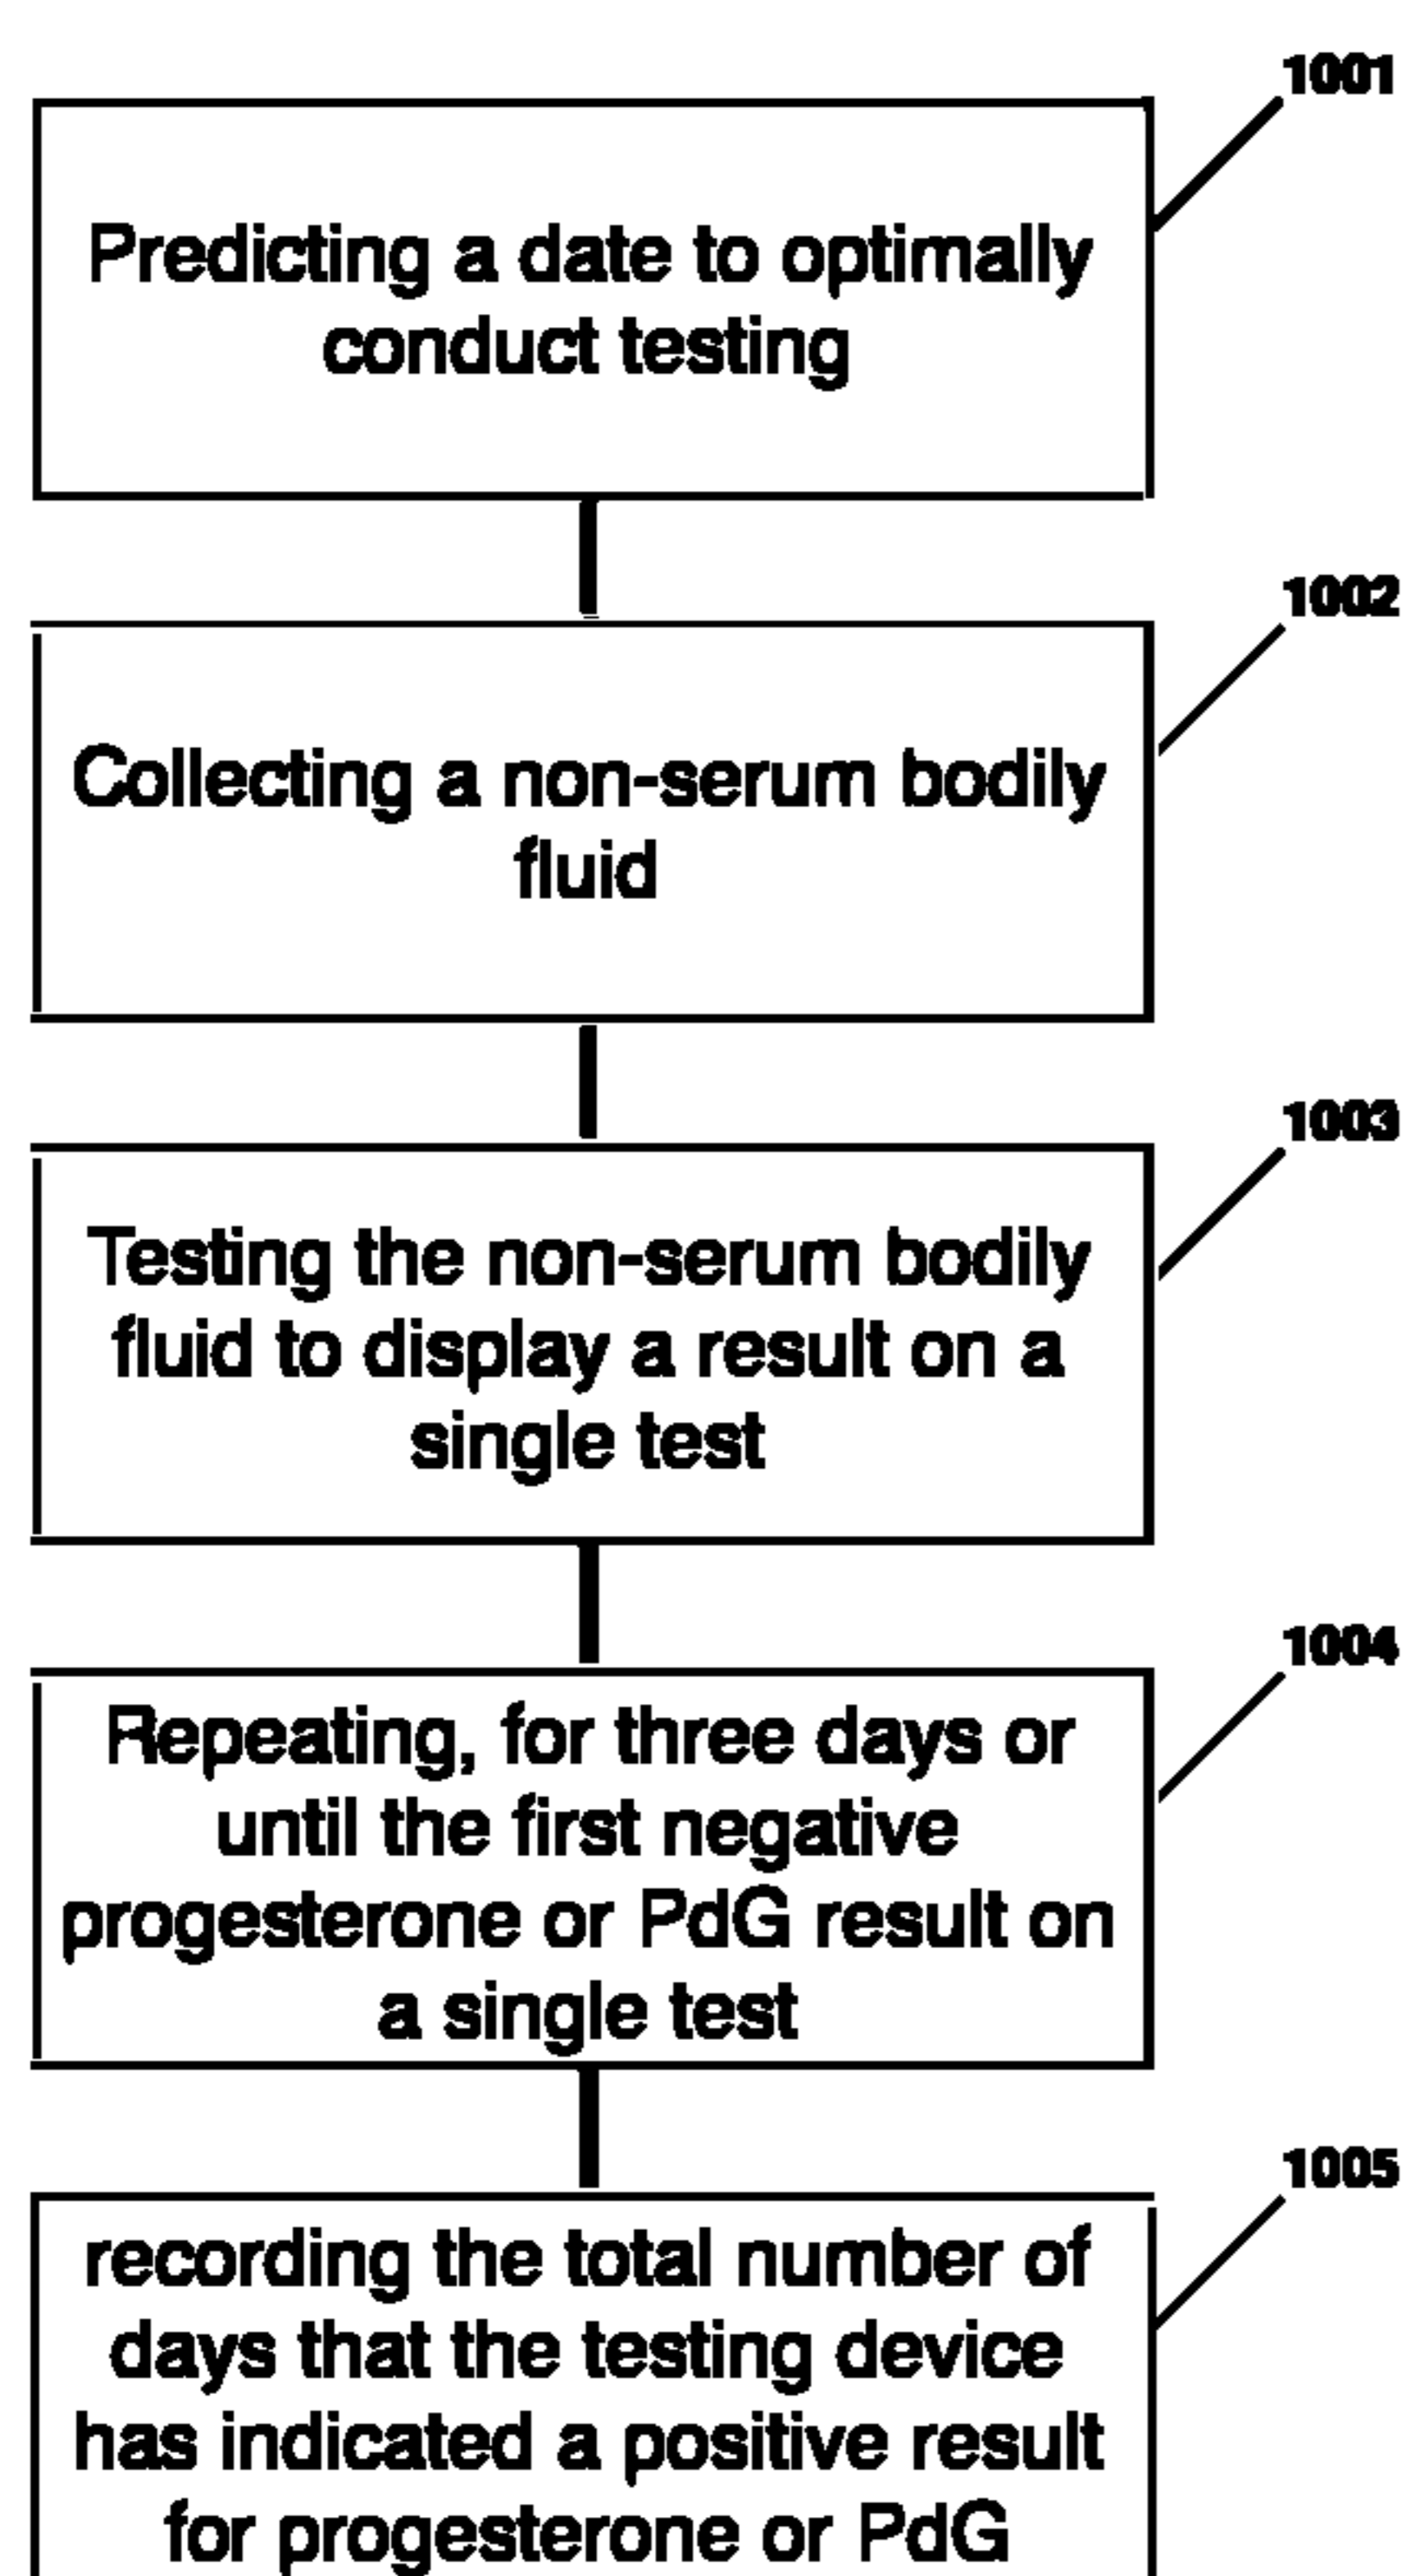 1001
Predicting a date to optimally
conduct testing
1002
Collecting a non-serum bodily
fluid
1003
Testing the non-serum bodily
fluid to display a result on a
single test
1004
Repeating, for three days or
until the first negative
progesterone or PdG result on
a single test
1005
recording the total number of
days that the testing device
has indicated a positive result
for progesterone or PdG